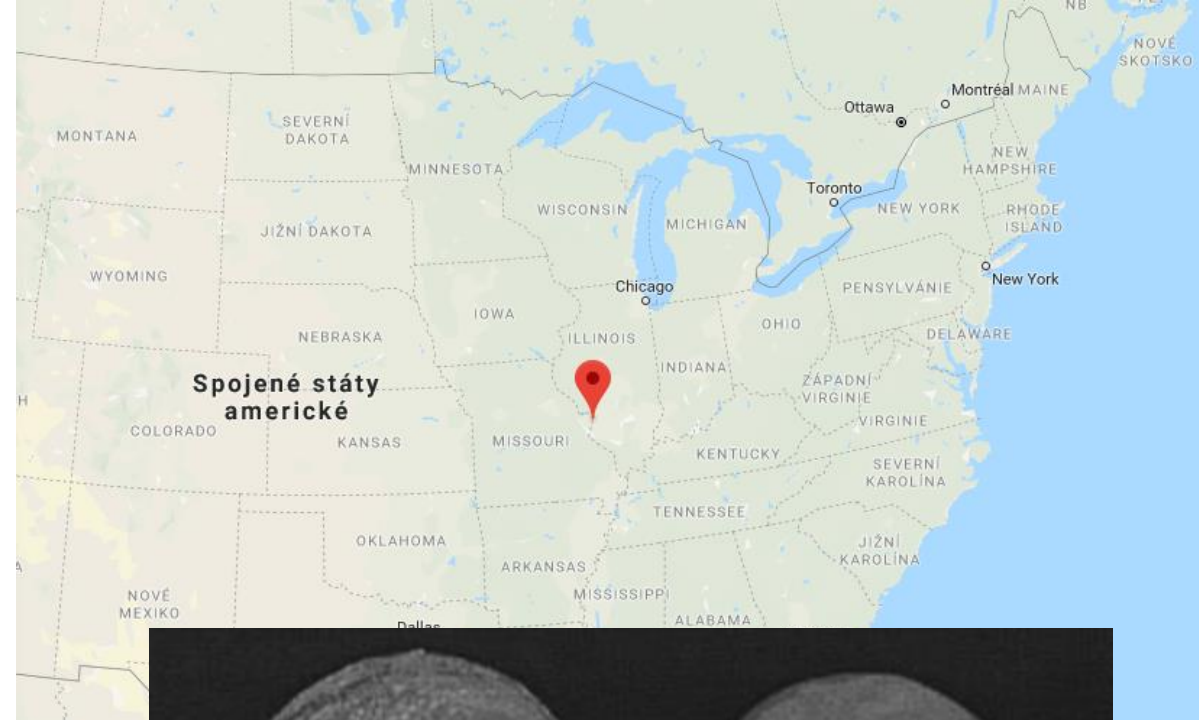 NB
NOVÉ
SKOTSKO
Montréal
MAINE
Ottawa
SEVERNÍ
DAKOTA
MONTANA
MINNESOTA
NEW
HAMPSHIRE
Toronto
WISCONSIN
MICHIGAN
NEW YORK
RHODE
ISLAND
JIŽNÍ DAKOTA
WYOMING
Chicago
New York
PENSYLVÁNIE
IOWA
OHIO
DELAWARE
NEBRASKA
ILLINOIS
INDIANA
Spojené státy
americké
ZÁPADNÍ
VIRGINIE
H
COLORADO
KANSAS
MISSOURI
VIRGINIE
KENTUCKY
SEVERNÍ
KAROLÍNA
TENNESSEE
OKLAHOMA
JIŽNÍ
KAROLÍNA
ARKANSAS
NOVÉ
MEXIKO
MISSISSIPPI
ALABAMA
Dallas